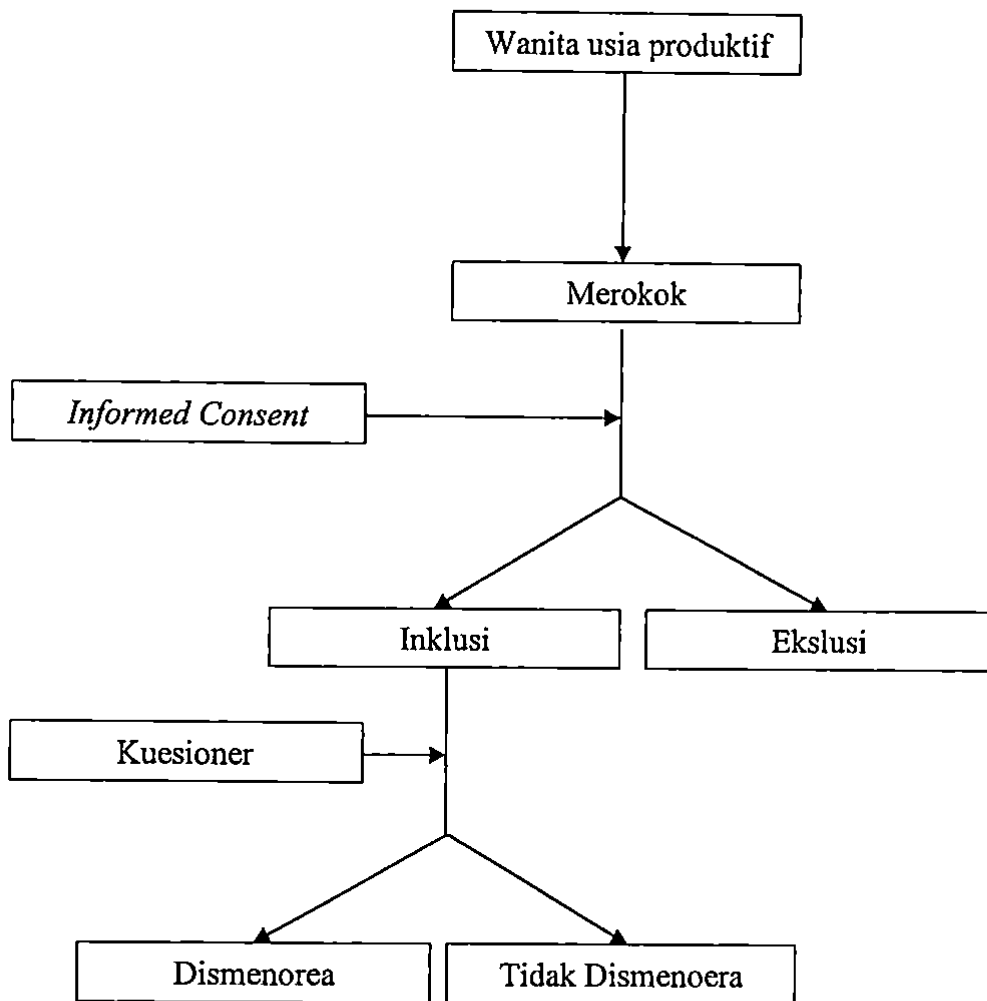 Wanita usia produktif
Merokok
Informed Consent
Inklusi
Ekslusi
Kuesioner
Dismenorea
Tidak Dismenoera